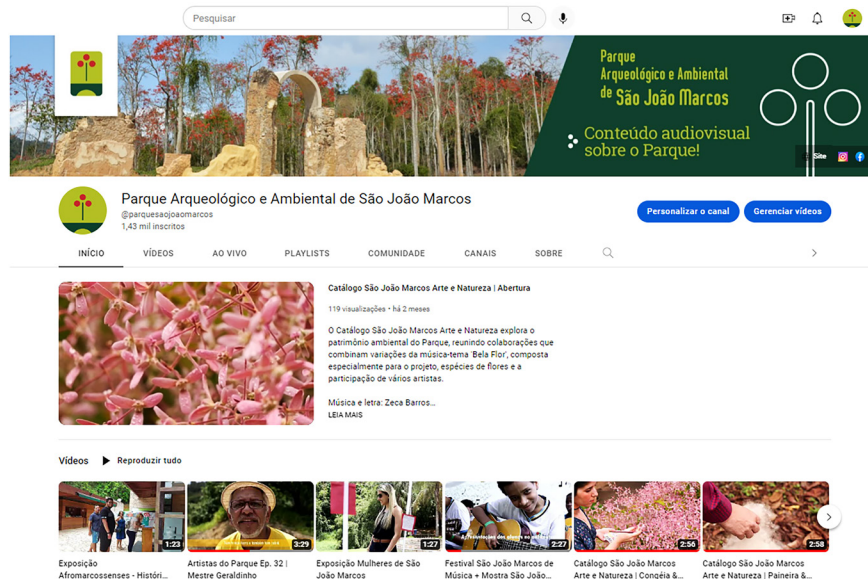 Pesquisar
Parque
Arqueológico e Ambiental
de São João Marcos
Conteúdo audiovisual
sobre o Parque!
Site
Parque Arqueológico e Ambiental de São João Marcos
@parquesaojoaomarcos
1,43 mil inscritos
Personalizar o canal
Gerenciar vídeos
INÍCIO
VÍDEOS
AO VIVO
PLAYLISTS
COMUNIDADE
CANAIS
SOBRE
Catálogo São João Marcos Arte e Natureza | Abertura
119 visualizações • há 2 meses
O Catálogo São João Marcos Arte e Natureza explora o
patrimônio ambiental do Parque, reunindo colaborações que
combinam variações da música-tema 'Bela Flor', composta
especialmente para o projeto, espécies de flores e a
participação de vários artistas.
Música e letra: Zeca Barros...
LEIA MAIS
Vídeos
Reproduzir tudo
1:23
3:29
1:27
2:27
2:56
2:58
Exposição
Afromarcossenses - Históri...
Artistas do Parque Ep. 32 |
Mestre Geraldinho
Exposição Mulheres de São
João Marcos
Festival São João Marcos de
Música + Mostra São João...
Catálogo São João Marcos
Arte e Natureza | Congéia &...
Catálogo São João Marcos
Arte e Natureza | Paineira &...